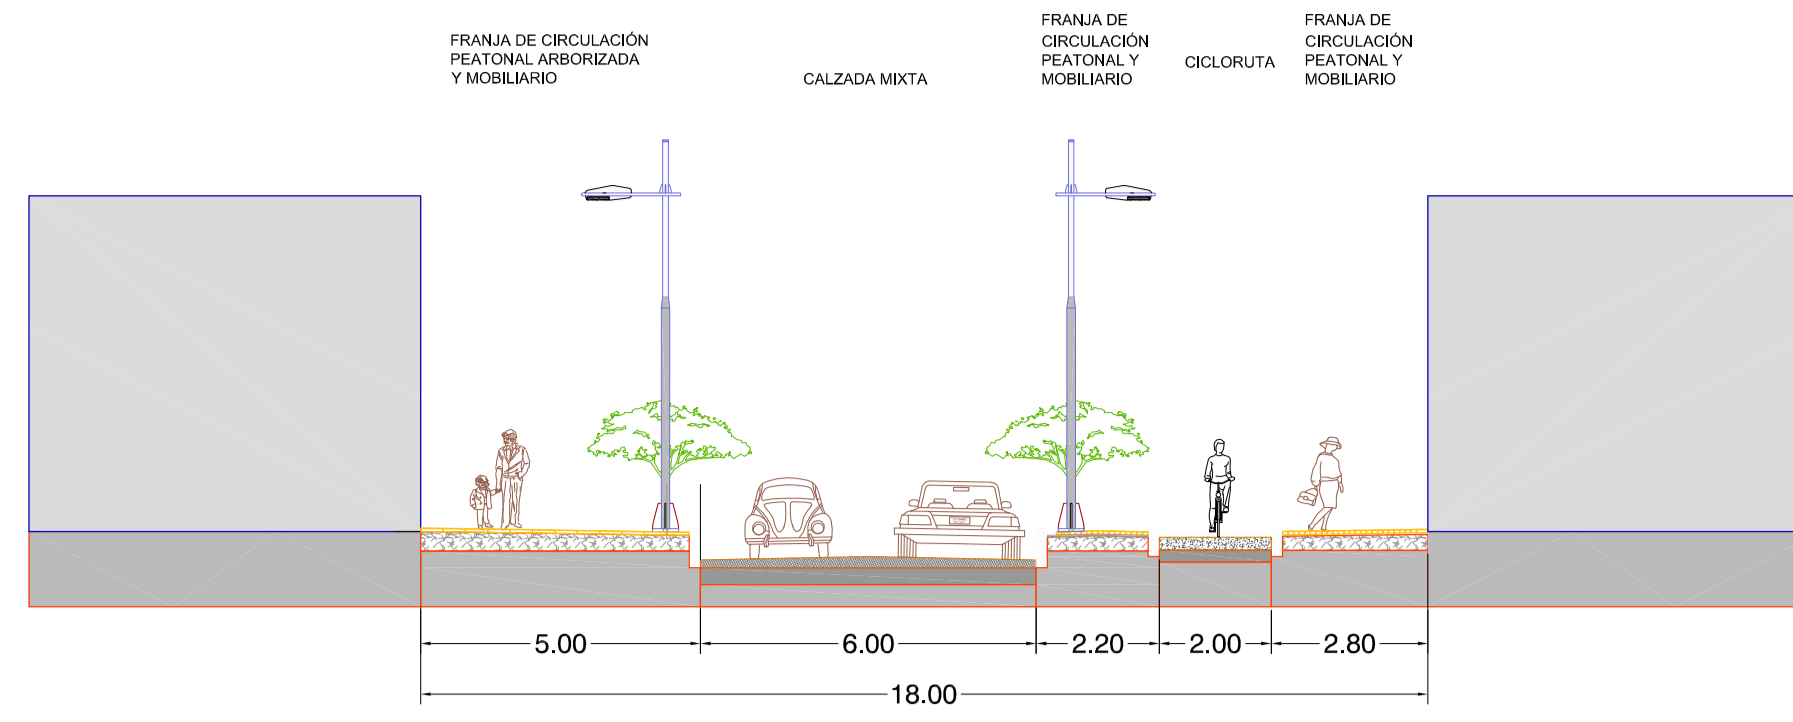 FRANJA DE CIRCULACIÓN
PEATONAL ARBORIZADA
Y MOBILIARIO
CALZADA MIXTA
FRANJA DE
CIRCULACIÓN
PEATONAL Y
MOBILIARIO
CICLORUTA
FRANJA DE
CIRCULACIÓN
PEATONAL Y
MOBILIARIO
5.00
6.00
2.20
2.00
2.80
18.00